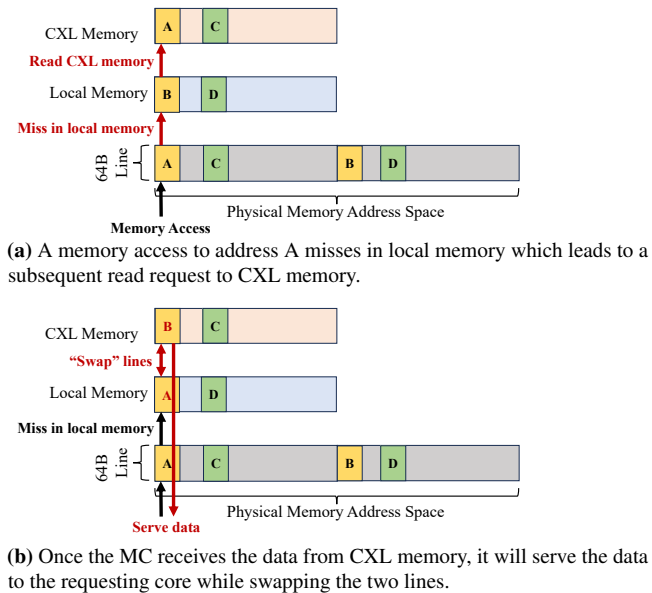 A C
CXL Memory
Read CXL memory
Local Memory B D
Miss in local memory
64B Line A C B D
Physical Memory Address Space
Memory Access
(a) A memory access to address A misses in local memory which leads to a
subsequent read request to CXL memory.
B C
CXL Memory
“Swap” lines
Local Memory A D
Miss in local memory
64B Line A C B D
Physical Memory Address Space
Serve data
(b) Once the MC receives the data from CXL memory, it will serve the data
to the requesting core while swapping the two lines.